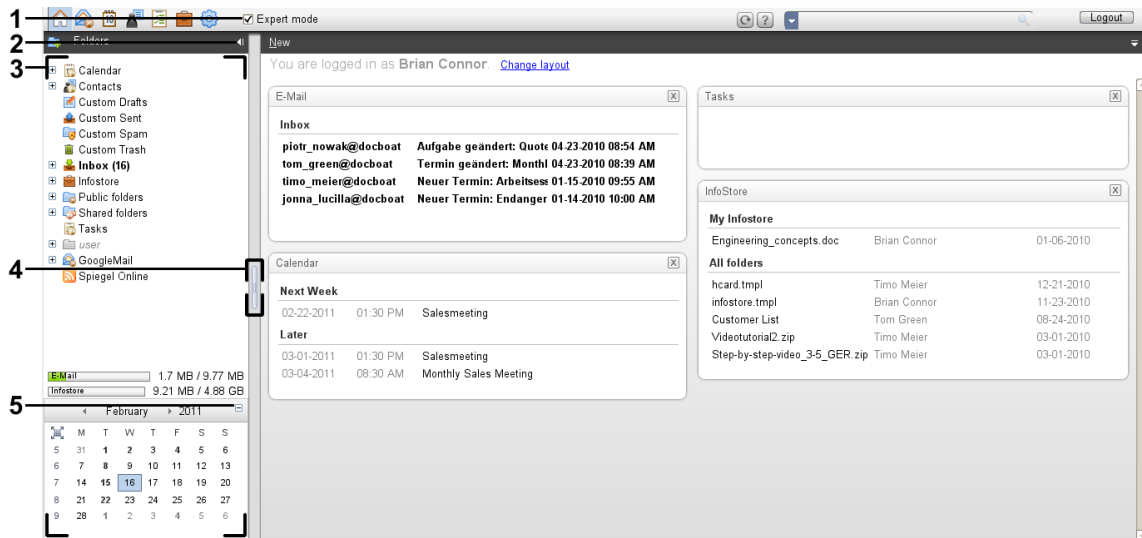 1
Expert mode
?
Logout
2
Folders
New
3
You are logged in as Brian Connor. Change layout
Calendar
Contacts
Custom Drafts
Custom Sent
Custom Spam
Custom Trash
Inbox (16)
Infostore
Public folders
Shared folders
Tasks
user
GoogleMail
Spiegel Online
4
E-Mail 1.7 MB / 9.77 MB
Infostore 9.21 MB / 4.88 GB
5
February 2011
M T W T F S S
5 31 1 2 3 4 5 6
6 7 8 9 10 11 12 13
7 14 15 16 17 18 19 20
8 21 22 23 24 25 26 27
9 28 1 2 3 4 5 6
E-Mail X
Inbox
piotr_nowak@docboat Aufgabe geändert: Quote 04-23-2010 08:54 AM
tom_green@docboat Termin geändert: Monthl 04-23-2010 08:39 AM
timo_meier@docboat Neuer Termin: Arbeitsess 01-15-2010 09:55 AM
jonna_lucilla@docboat Neuer Termin: Endanger 01-14-2010 10:00 AM
Calendar X
Next Week
02-22-2011 01:30 PM Salesmeeting
Later
03-01-2011 01:30 PM Salesmeeting
03-04-2011 08:30 AM Monthly Sales Meeting
Tasks X
InfoStore X
My Infostore
Engineering_concepts.doc Brian Connor 01-06-2010
All folders
hcard.tmpl Timo Meier 12-21-2010
infostore.tmpl Brian Connor 11-23-2010
Customer List Tom Green 08-24-2010
Videotutorial2.zip Timo Meier 03-01-2010
Step-by-step-video_3-5_GER.zip Timo Meier 03-01-2010